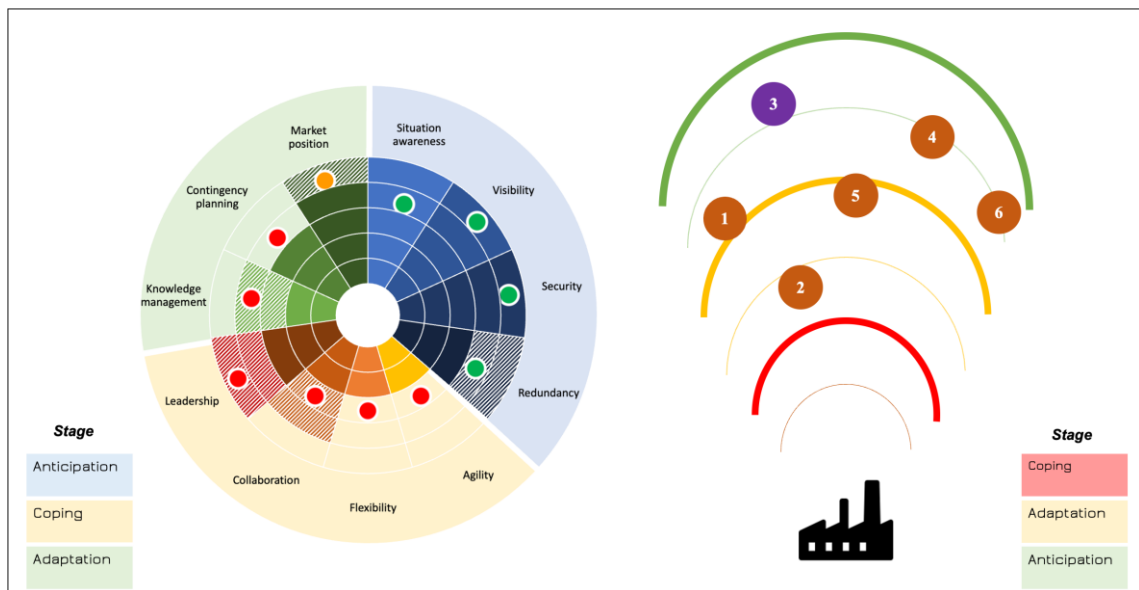 Market
position
Situation
awareness
Contingency
planning
Visibility
Knowledge
management
Security
Leadership
Redundancy
Collaboration
Flexibility
Agility
Stage
Anticipation
Coping
Adaptation
3
4
1
5
6
2
Stage
Coping
Adaptation
Anticipation